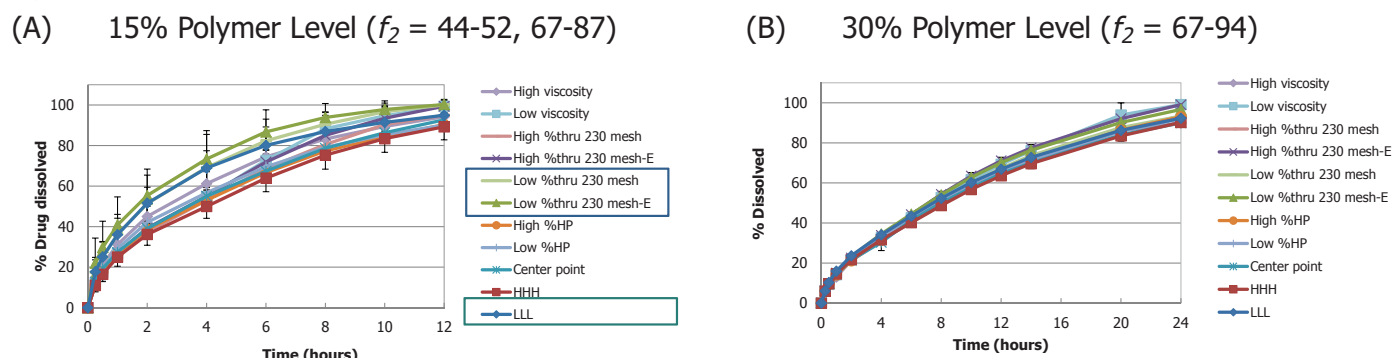 (A) 15% Polymer Level (f2 = 44-52, 67-87)
% Drug dissolved
100
80
60
40
20
0
0 2 4 6 8 10 12
Time (hours)
High viscosity
Low viscosity
High %thru 230 mesh
High %thru 230 mesh-E
Low %thru 230 mesh
Low %thru 230 mesh-E
High %HP
Low %HP
Center point
HHH
LLL
(B) 30% Polymer Level (f2 = 67-94)
% Dissolved
100
80
60
40
20
0
0 4 8 12 16 20 24
Time (hours)
High viscosity
Low viscosity
High %thru 230 mesh
High %thru 230 mesh-E
Low %thru 230 mesh
Low %thru 230 mesh-E
High %HP
Low %HP
Center point
HHH
LLL